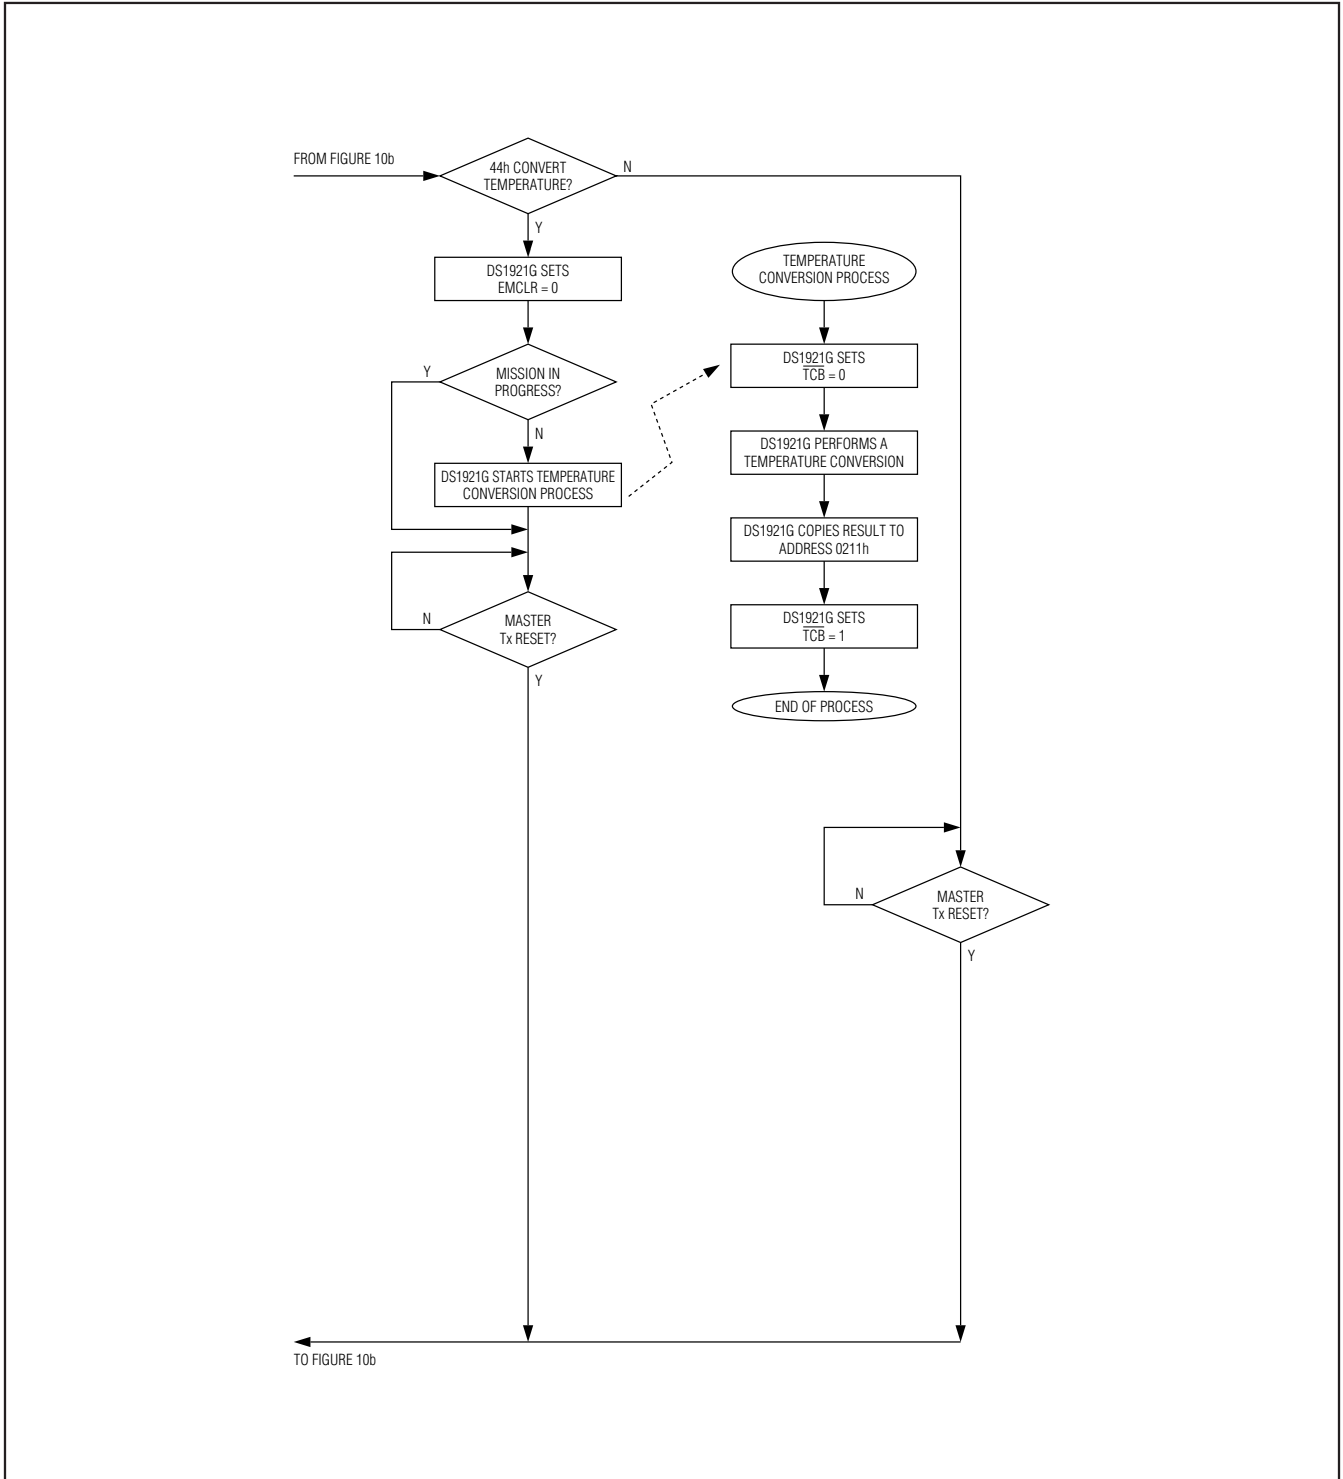 FROM FIGURE 10b
44h CONVERT
TEMPERATURE?
N
Y
DS1921G SETS
EMCLR = 0
MISSION IN
PROGRESS?
Y
N
DS1921G STARTS TEMPERATURE
CONVERSION PROCESS
MASTER
Tx RESET?
N
Y
TEMPERATURE
CONVERSION PROCESS
DS1921G SETS
T̅C̅B̅ = 0
DS1921G PERFORMS A
TEMPERATURE CONVERSION
DS1921G COPIES RESULT TO
ADDRESS 0211h
DS1921G SETS
T̅C̅B̅ = 1
END OF PROCESS
N
MASTER
Tx RESET?
Y
TO FIGURE 10b